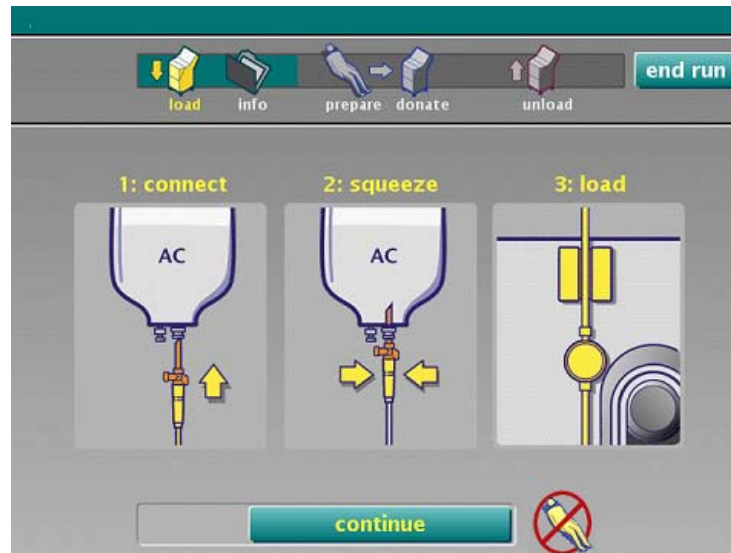 end run
load info prepare donate unload
1: connect 2: squeeze 3: load
AC AC
continue